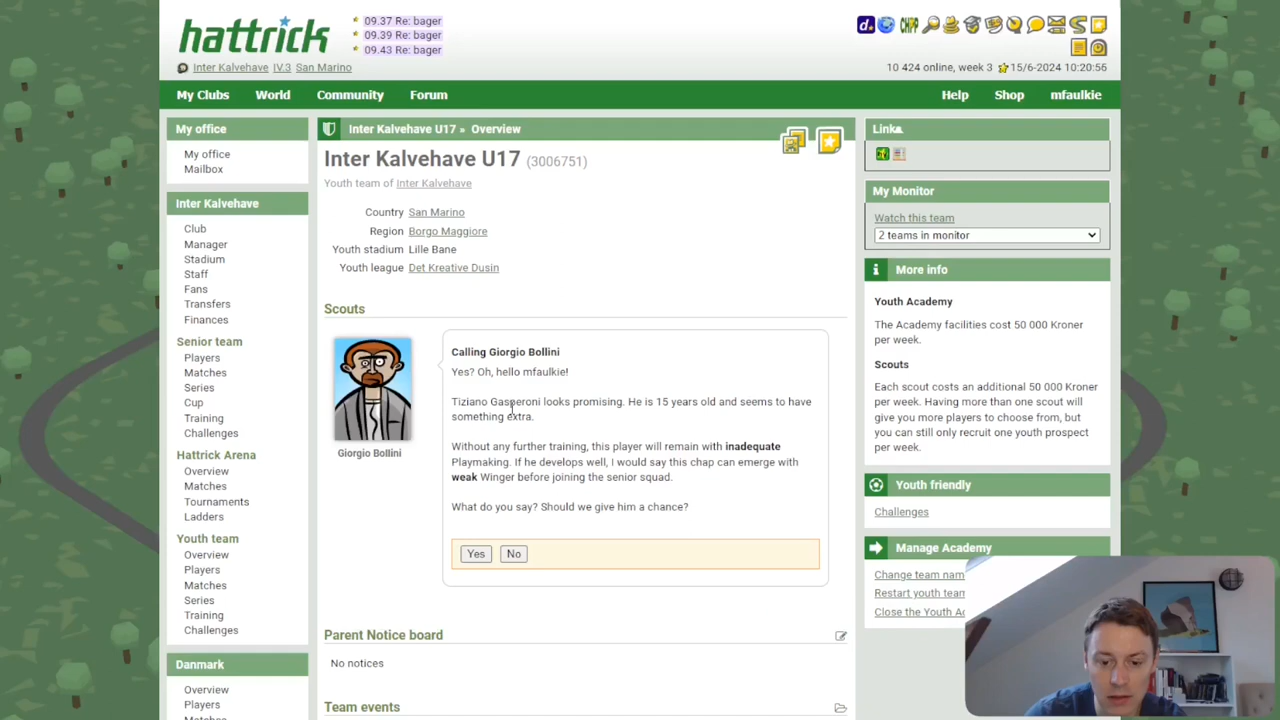 hattrick
09.37 Re: bager
09.39 Re: bager
09.43 Re: bager
CHPP
Inter Kalvehave IV.3 San Marino
10 424 online, week 3 15/6-2024 10:20:56
My Clubs World Community Forum
Help Shop mfaulkie
My office
My office
Mailbox
Inter Kalvehave
Club
Manager
Stadium
Staff
Fans
Transfers
Finances
Senior team
Players
Matches
Series
Cup
Training
Challenges
Hattrick Arena
Overview
Matches
Tournaments
Ladders
Youth team
Overview
Players
Matches
Series
Training
Challenges
Danmark
Overview
Players
Inter Kalvehave U17 » Overview
Inter Kalvehave U17 (3006751)
Youth team of Inter Kalvehave
Country San Marino
Region Borgo Maggiore
Youth stadium Lille Bane
Youth league Det Kreative Dusin
Scouts
Giorgio Bollini
Calling Giorgio Bollini
Yes? Oh, hello mfaulkie!
Tiziano Gasperoni looks promising. He is 15 years old and seems to have
something extra.
Without any further training, this player will remain with inadequate
Playmaking. If he develops well, I would say this chap can emerge with
weak Winger before joining the senior squad.
What do you say? Should we give him a chance?
Yes No
Parent Notice board
No notices
Team events
Links
My Monitor
Watch this team
2 teams in monitor
More info
Youth Academy
The Academy facilities cost 50 000 Kroner
per week.
Scouts
Each scout costs an additional 50 000 Kroner
per week. Having more than one scout will
give you more players to choose from, but
you can still only recruit one youth prospect
per week.
Youth friendly
Challenges
Manage Academy
Change team nam
Restart youth team
Close the Youth Ac